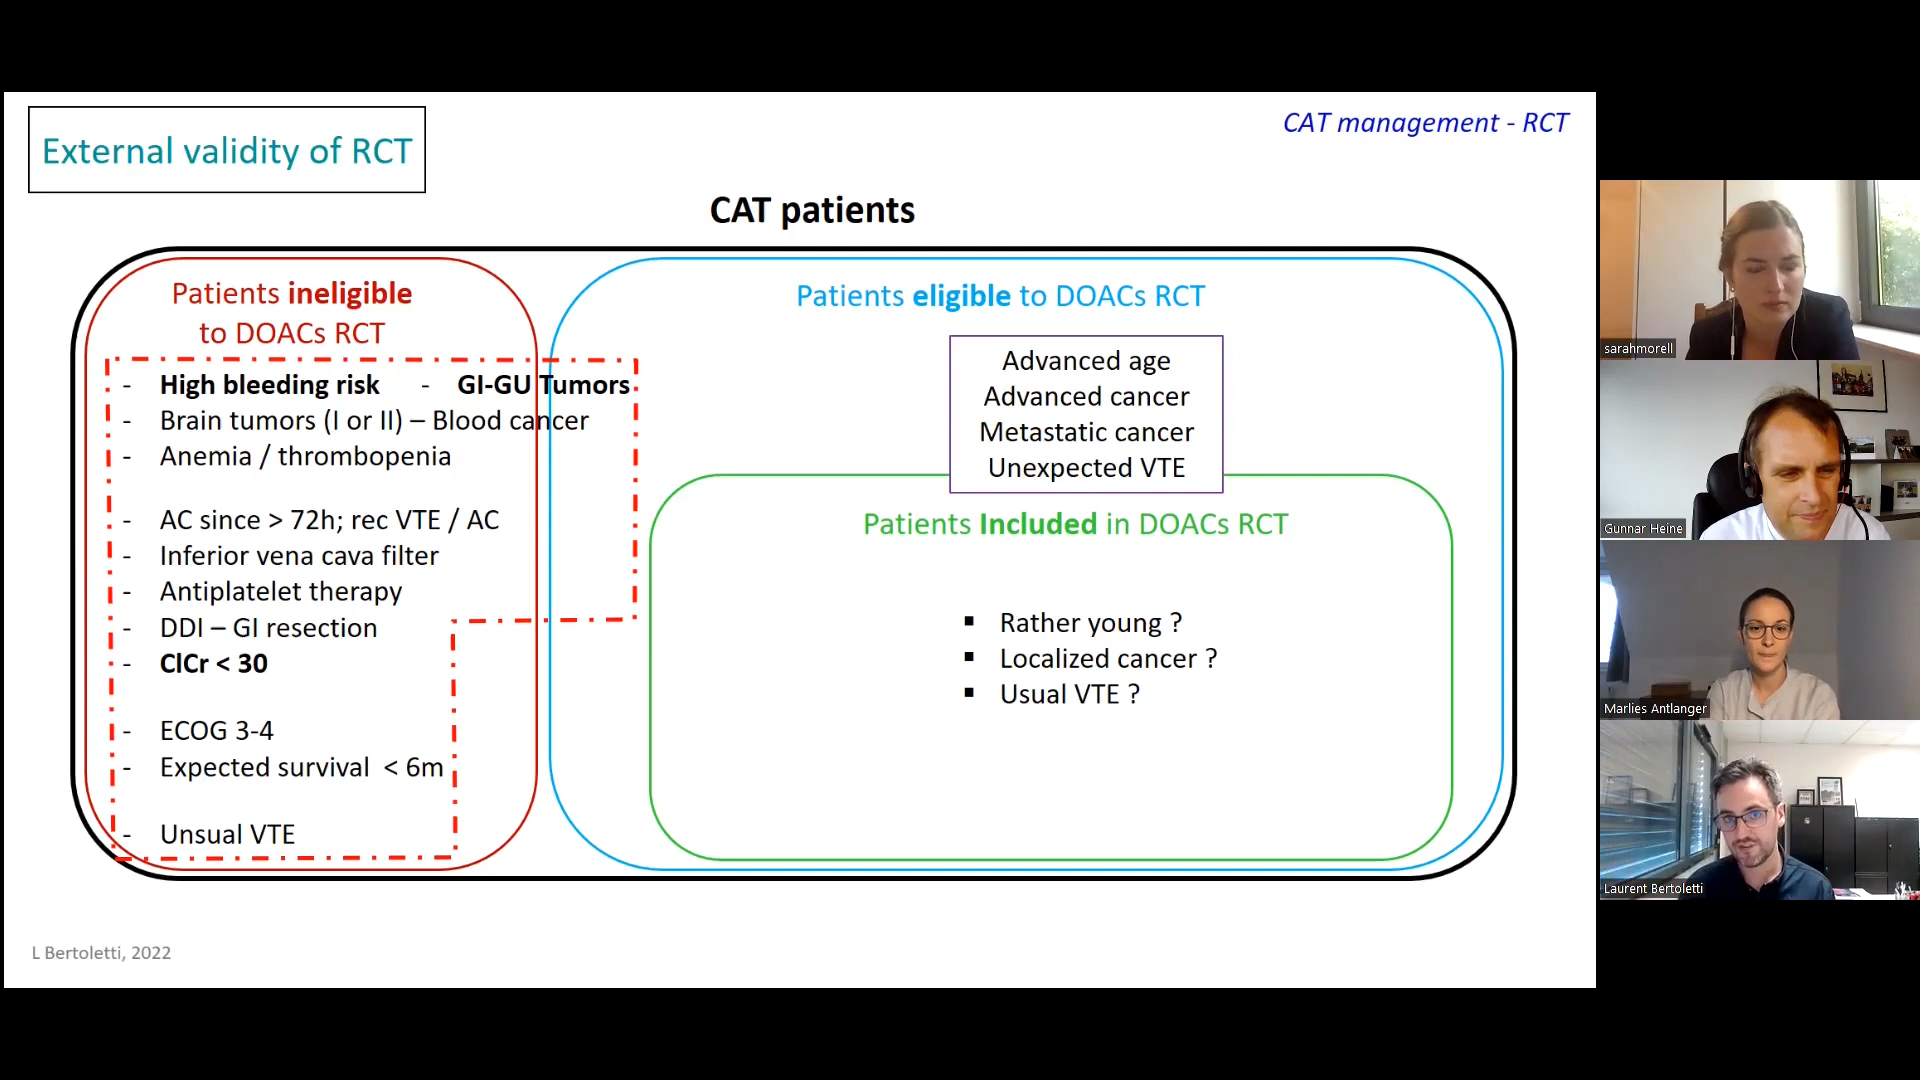 External validity of RCT
CAT management - RCT
CAT patients
Patients ineligible
to DOACs RCT
- High bleeding risk - GI-GU Tumors
- Brain tumors (I or II) – Blood cancer
- Anemia / thrombopenia
- AC since > 72h; rec VTE / AC
- Inferior vena cava filter
- Antiplatelet therapy
- DDI – GI resection
- ClCr < 30
- ECOG 3-4
- Expected survival < 6m
- Unsual VTE
Patients eligible to DOACs RCT
Advanced age
Advanced cancer
Metastatic cancer
Unexpected VTE
Patients Included in DOACs RCT
▪ Rather young ?
▪ Localized cancer ?
▪ Usual VTE ?
L Bertoletti, 2022
sarahmorell
Gunnar Heine
Marlies Antlanger
Laurent Bertoletti